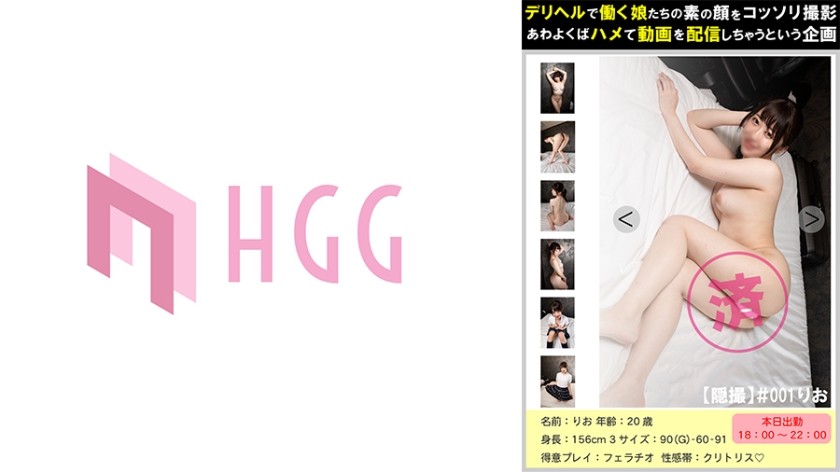 HGG
デリヘルで働く娘たちの素の顔をコッソリ撮影
あわよくばハメて動画を配信しちゃうという企画
<
>
済
【隠撮】#001りお
名前：りお 年齢：20歳
身長：156cm 3サイズ：90(G)-60-91
得意プレイ：フェラチオ 性感帯：クリトリス♡
本日出勤
18：00～22：00